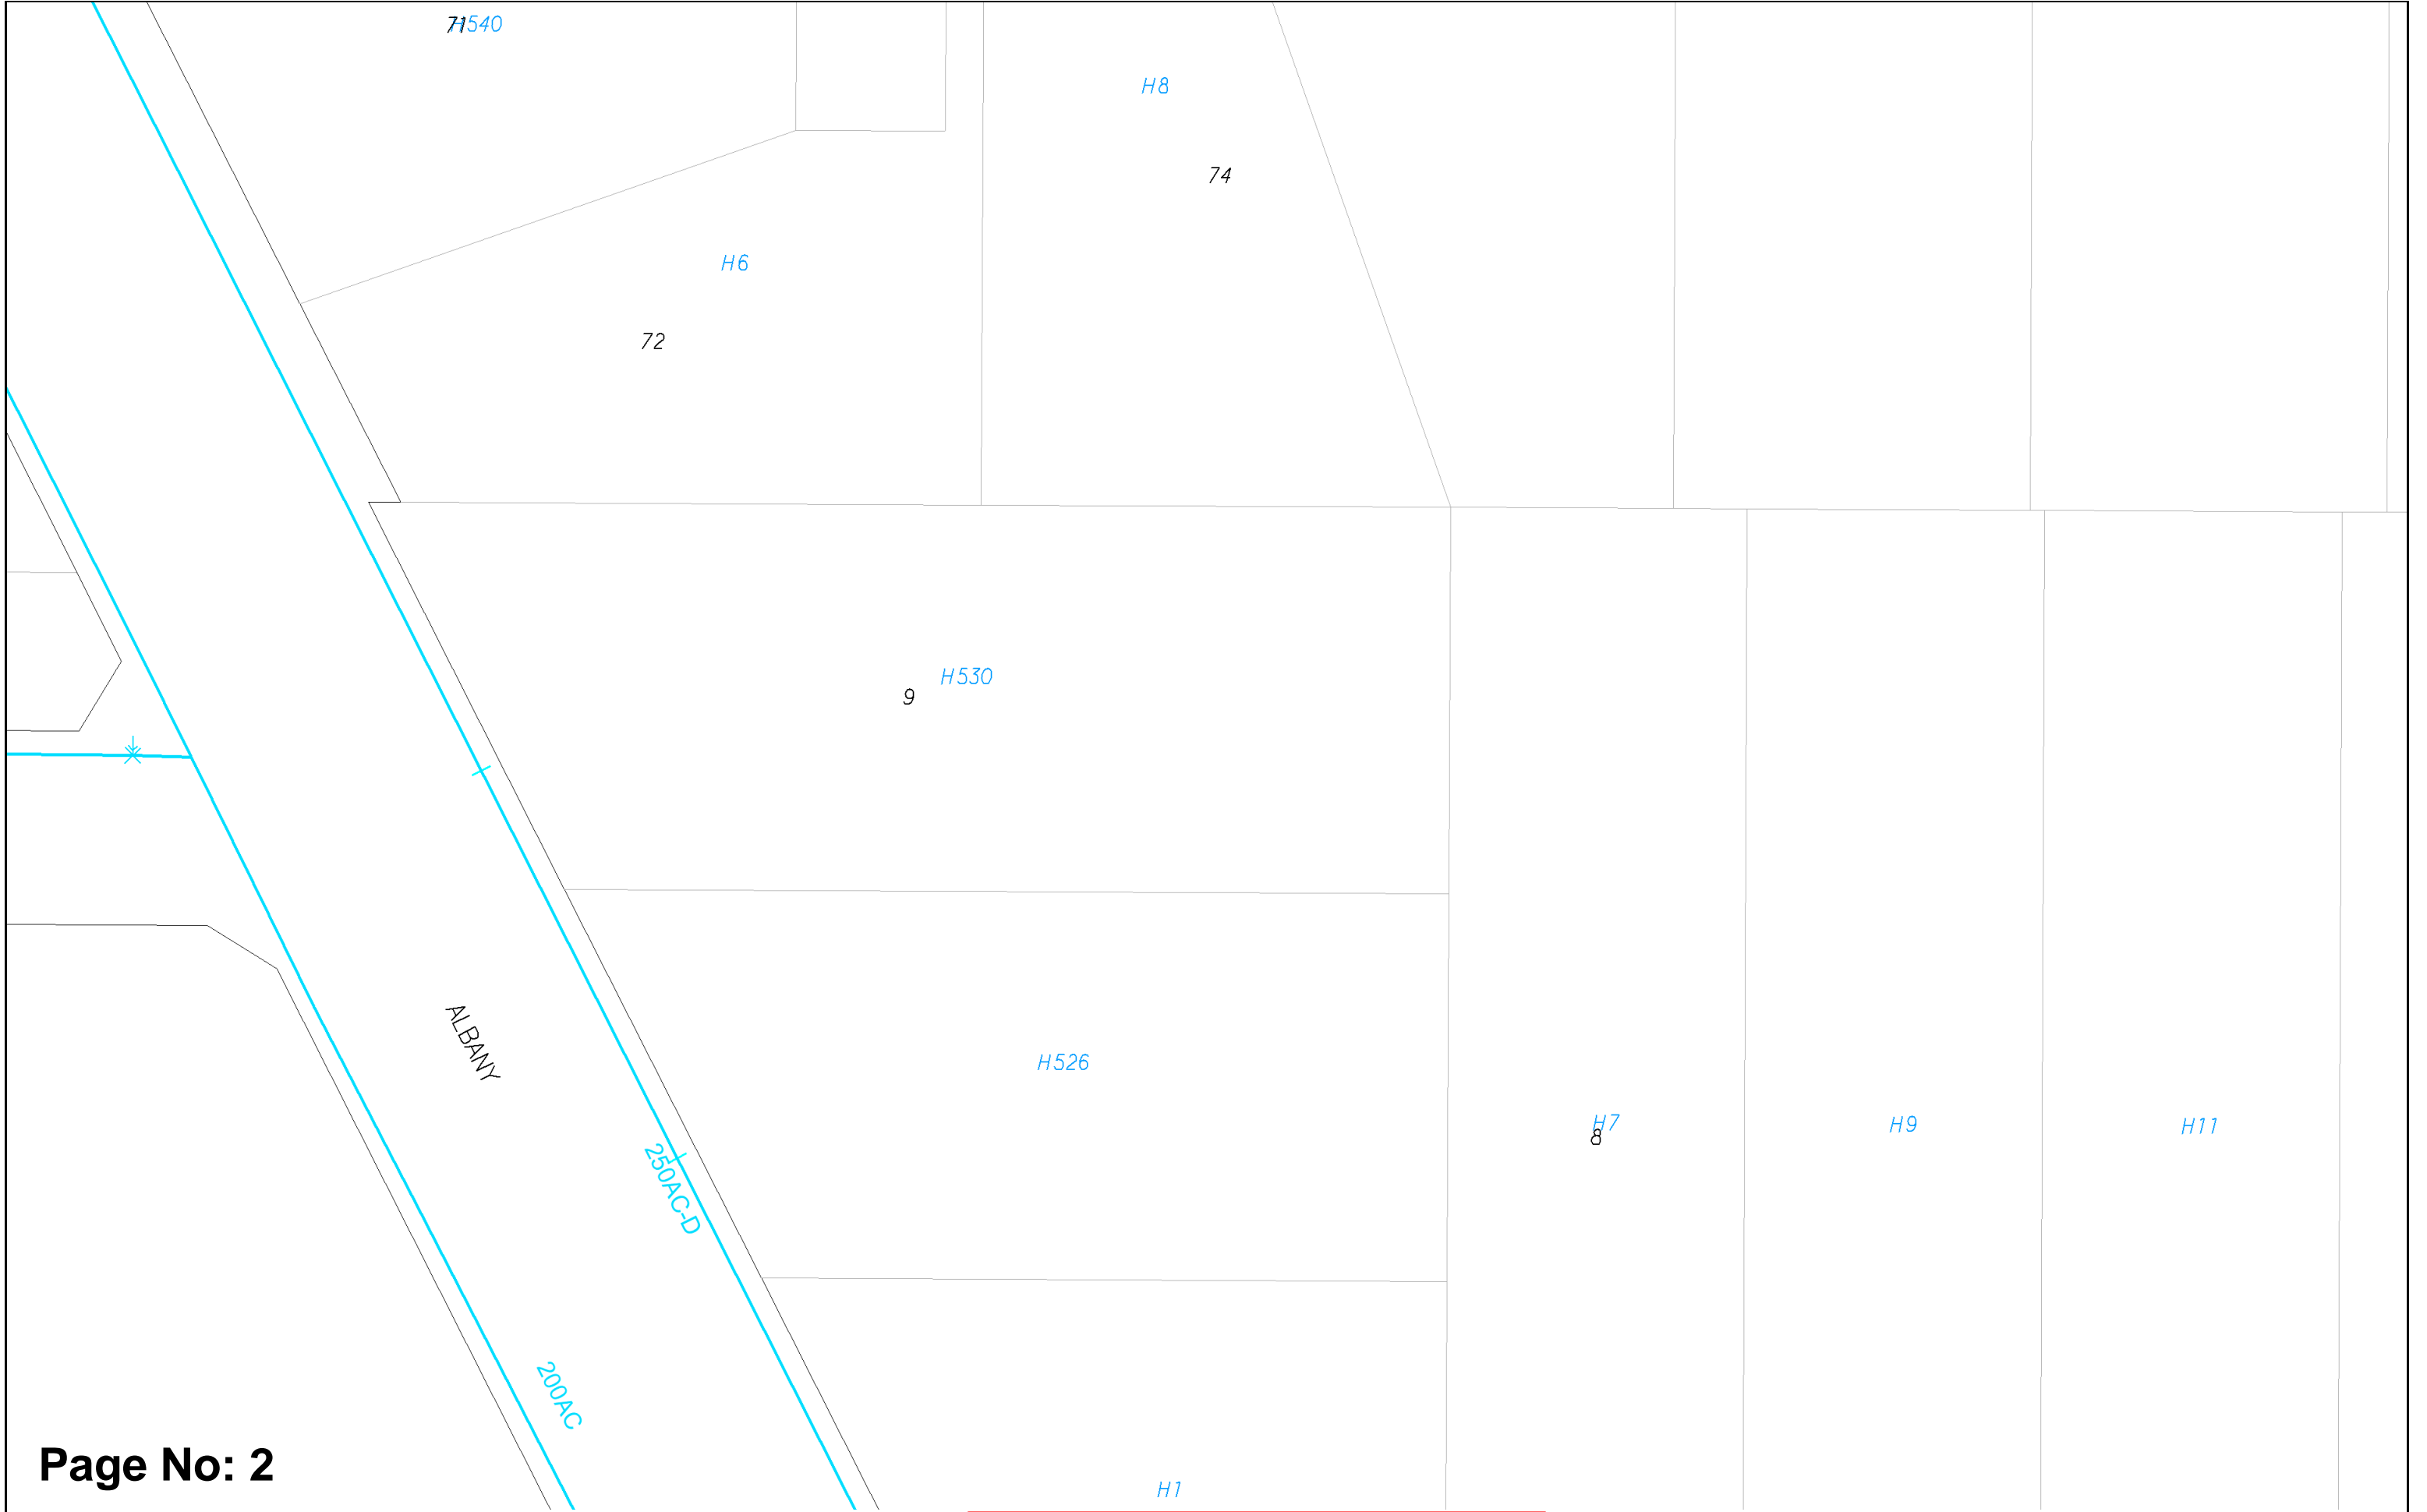 71
H540
H8
74
H6
72
H530
9
ALBANY
H526
H7
8
H9
H11
250AC-D
200AC
Page No: 2
H1